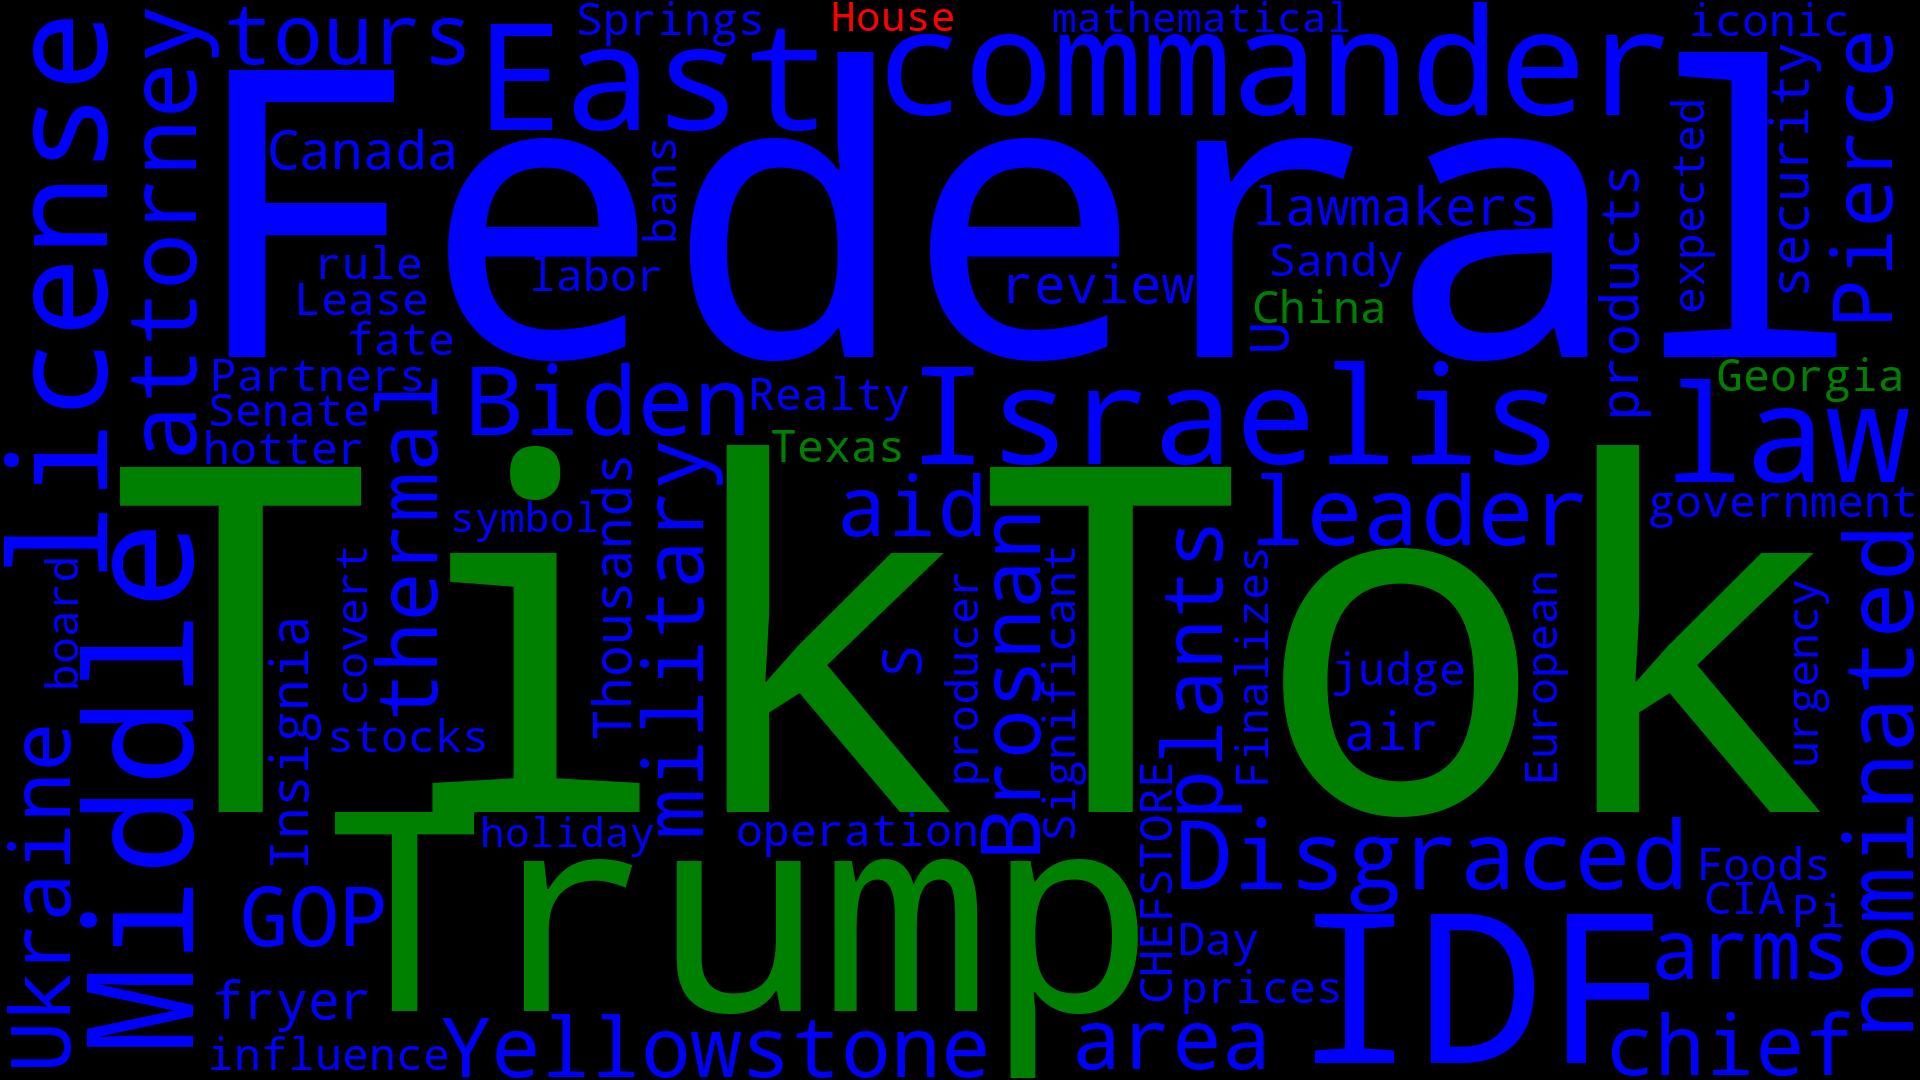 license
attorney
tours
East
Springs
House
commander
mathematical
iconic
Federal
Canada
bans
lawmakers
products
expected
security
Pierce
rule
labor
review
Sandy
Lease
China
fate
U
Partners
Senate
hotter
thermal
Biden
Realty
Israelis
Georgia
law
Texas
TikTok
symbol
Thousands
military
aid
Brosnan
leader
government
plants
nominated
Middle
board
covert
Insignia
stocks
S
producer
Significant
Finalizes
judge
air
European
urgency
Ukraine
Trump
holiday
operation
CHEFSTORE
Disgraced
Foods
CIA
Pi
GOP
Day
IDF
arms
fryer
prices
influence
Yellowstone
area
chief